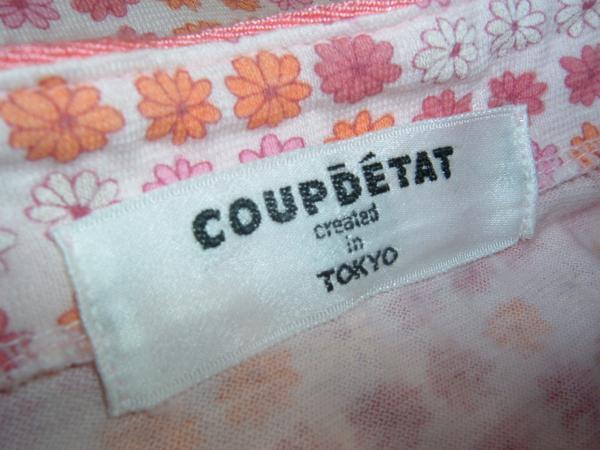 COUPDÉTAT
created
in
TOKYO